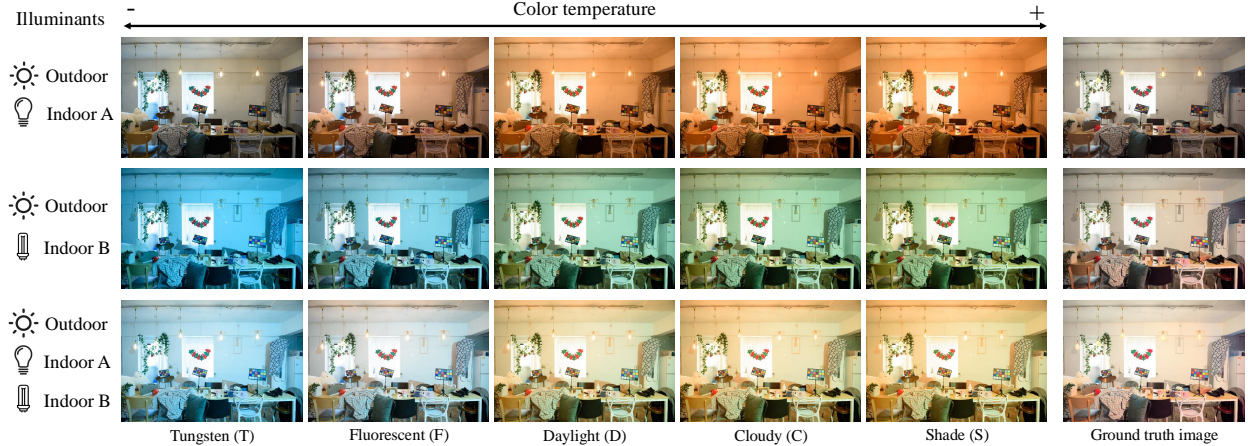 Illuminants
- Color temperature +
Outdoor
Indoor A
Outdoor
Indoor B
Outdoor
Indoor A
Indoor B
Tungsten (T) Fluorescent (F) Daylight (D) Cloudy (C) Shade (S) Ground truth image